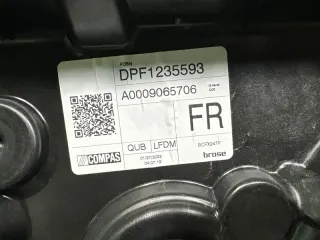 DPF1235593
A0009065706
FR
COMPAS
QUB LFDM
brose